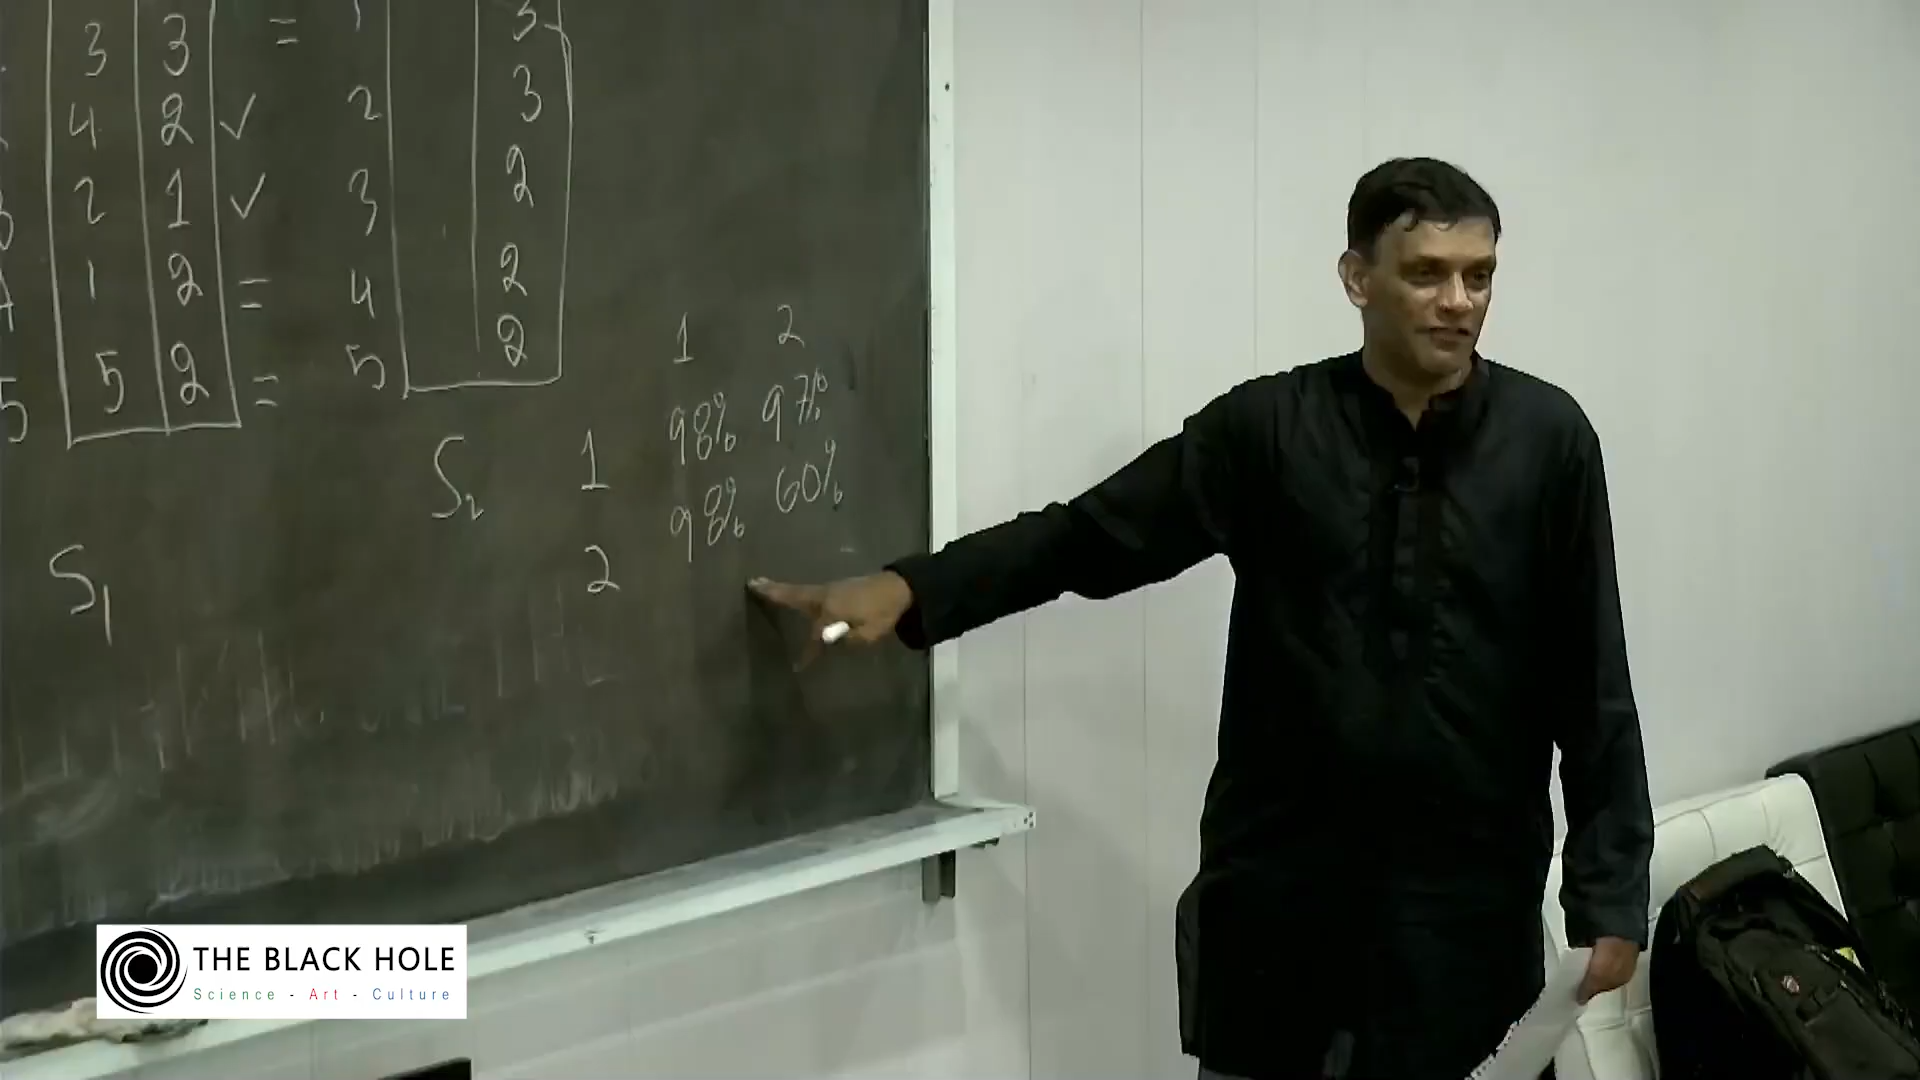 3 3 = 3
4 2 ✓ 2 3
2 1 ✓ 3 2
1 2 = 4 2
5 5 2 = 5 2
1 2
S₂ 1 98% 97%
98% 60%
S₁ 2
THE BLACK HOLE
Science - Art - Culture